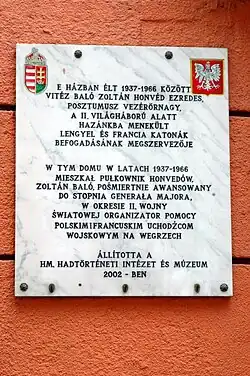 E HÁZBAN ÉLT 1937-1966 KÖZÖTT
VITÉZ BALÓ ZOLTÁN HONVÉD EZREDES,
POSZTUMUSZ VEZÉRŐRNAGY,
A II. VILÁGHÁBORÚ ALATT
HAZÁNKBA MENEKÜLT
LENGYEL ÉS FRANCIA KATONÁK
BEFOGADÁSÁNAK MEGSZERVEZŐJE
W TYM DOMU W LATACH 1937-1966
MIESZKAŁ PUŁKOWNIK HONVEDÓW,
ZOLTÁN BALÓ, POŚMIERTNIE AWANSOWANY
DO STOPNIA GENERAŁA MAJORA,
W OKRESIE II. WOJNY
ŚWIATOWEJ ORGANIZATOR POMOCY
POLSKIM I FRANCUSKIM UCHODŹCOM
WOJSKOWYM NA WEGRZECH
ÁLLÍTOTTA A
HM. HADTÖRTÉNETI INTÉZET ÉS MÚZEUM
2002 - BEN